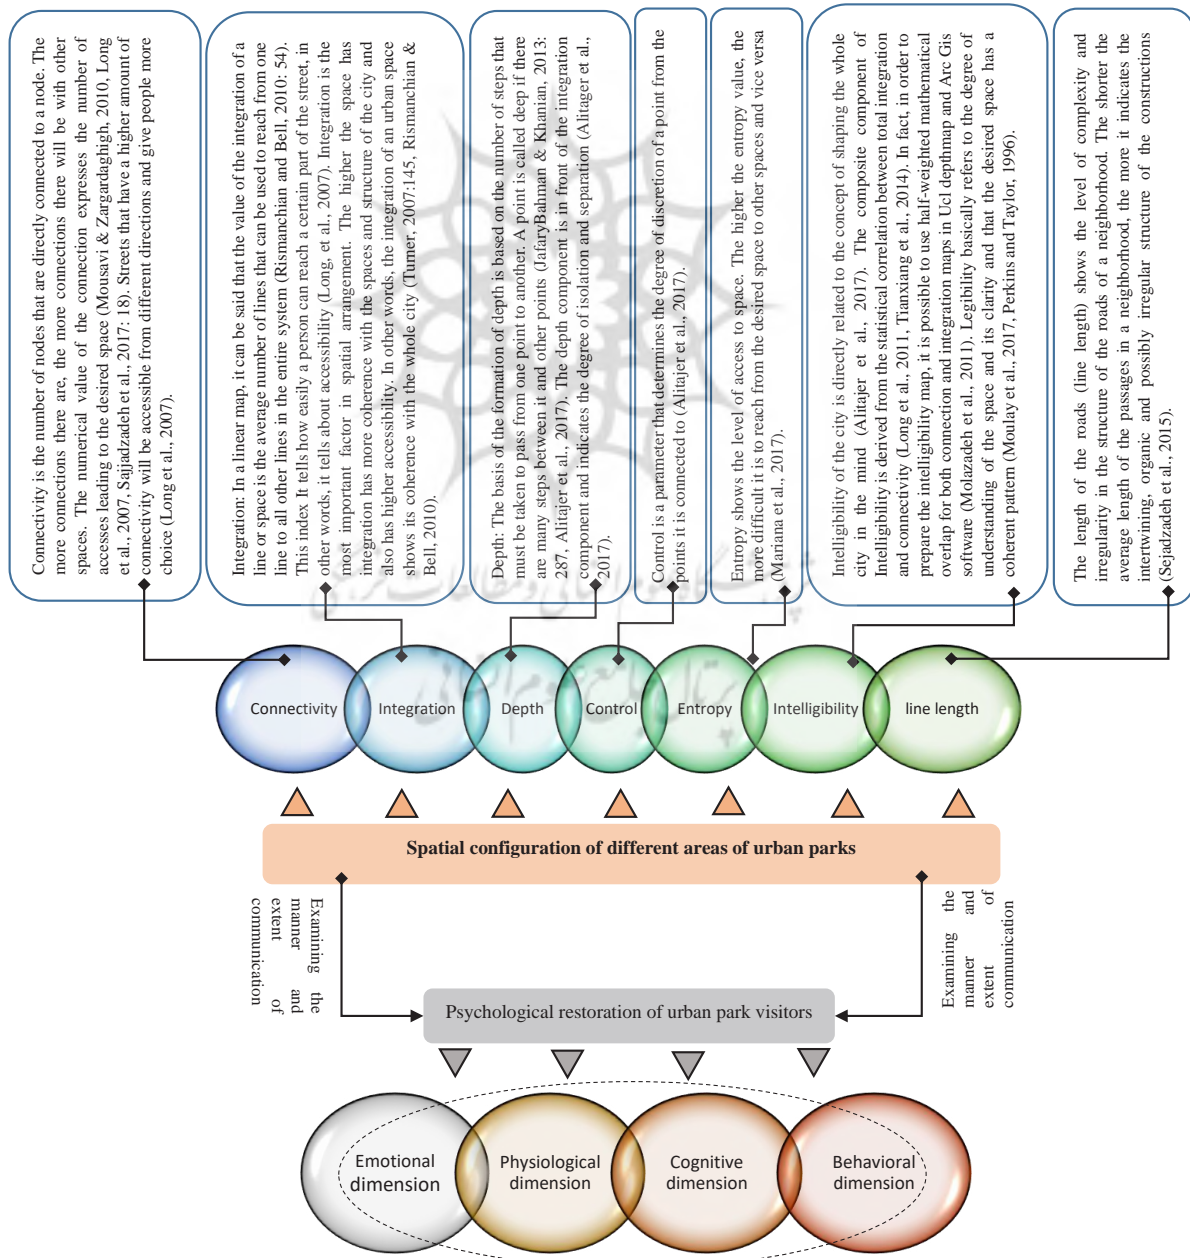 Connectivity is the number of nodes that are directly connected to a node. The
more connections there are, the more connections there will be with other
spaces. The numerical value of the connection expresses the number of
accesses leading to the desired space (Mousavi & Zargardaghigh, 2010, Long
et al., 2007, Sajjadzadeh et al., 2017: 18). Streets that have a higher amount of
connectivity will be accessible from different directions and give people more
choice (Long et al., 2007).
Integration: In a linear map, it can be said that the value of the integration of a
line or space is the average number of lines that can be used to reach from one
line to all other lines in the entire system (Rismanchian and Bell, 2010: 54).
This index It tells how easily a person can reach a certain part of the street, in
other words, it tells about accessibility (Long, et al., 2007). Integration is the
most important factor in spatial arrangement. The higher the space has
integration has more coherence with the spaces and structure of the city and
also has higher accessibility. In other words, the integration of an urban space
shows its coherence with the whole city (Turner, 2007:145, Rismanchian &
Bell, 2010).
Depth: The basis of the formation of depth is based on the number of steps that
must be taken to pass from one point to another. A point is called deep if there
are many steps between it and other points (JafaryBahman & Khanian, 2013:
287, Alitajer et al., 2017). The depth component is in front of the integration
component and indicates the degree of isolation and separation (Alitager et al.,
2017).
Control is a parameter that determines the degree of discretion of a point from the
points it is connected to (Alitajer et al., 2017).
Entropy shows the level of access to space. The higher the entropy value, the
more difficult it is to reach from the desired space to other spaces and vice versa
(Mariana et al., 2017).
Intelligibility of the city is directly related to the concept of shaping the whole
city in the mind (Alitajer et al., 2017). The composite component of
Intelligibility is derived from the statistical correlation between total integration
and connectivity (Long et al., 2011, Tianxiang et al., 2014). In fact, in order to
prepare the intelligibility map, it is possible to use half-weighted mathematical
overlap for both connection and integration maps in Ucl depthmap and Arc Gis
software (Molazadeh et al., 2011). Legibility basically refers to the degree of
understanding of the space and its clarity and that the desired space has a
coherent pattern (Moulay et al., 2017, Perkins and Taylor, 1996).
The length of the roads (line length) shows the level of complexity and
irregularity in the structure of the roads of a neighborhood. The shorter the
average length of the passages in a neighborhood, the more it indicates the
intertwining, organic and possibly irregular structure of the constructions
(Sejadzadeh et al., 2015).
پژوهشگاه علوم انسانی و مطالعات فرهنگی
پرتال جامع علوم انسانی
Connectivity
Integration
Depth
Control
Entropy
Intelligibility
line length
Spatial configuration of different areas of urban parks
Examining the
manner and
extent of
communication
Examining the
manner and
extent of
communication
Psychological restoration of urban park visitors
Emotional
dimension
Physiological
dimension
Cognitive
dimension
Behavioral
dimension